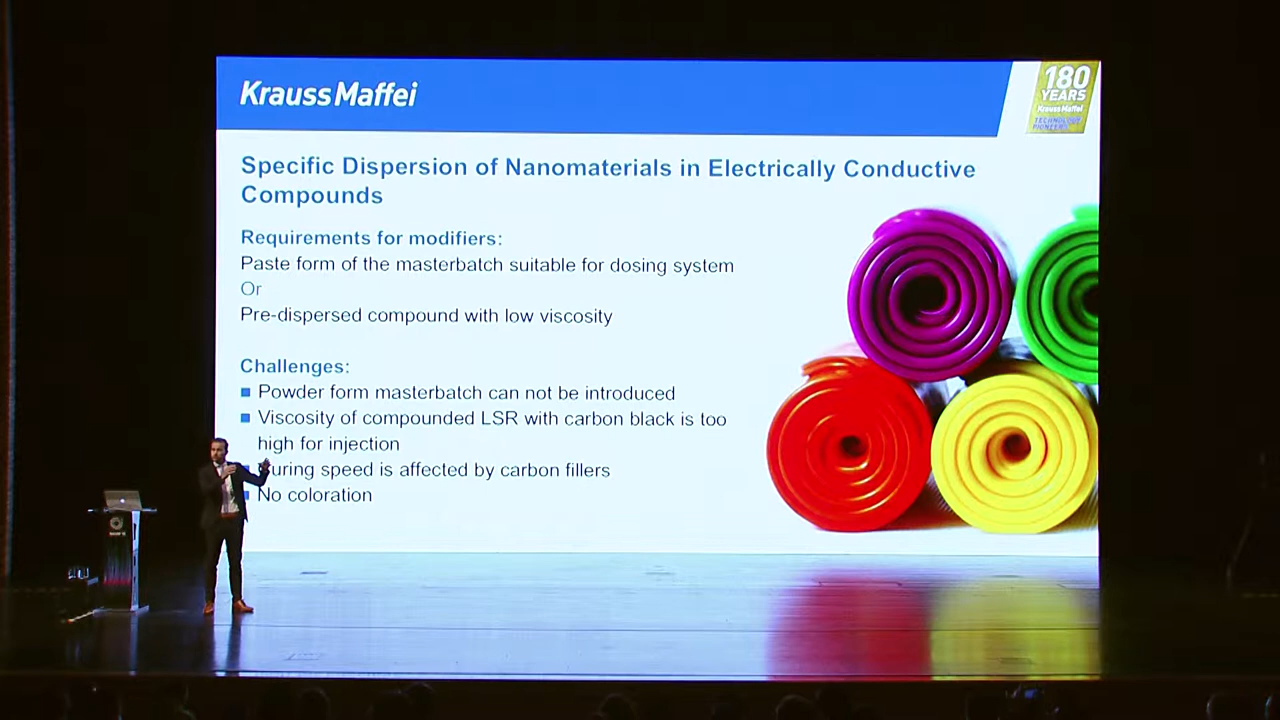 KraussMaffei
180
YEARS
KraussMaffei
TECHNOLOGY
PIONEERS
Specific Dispersion of Nanomaterials in Electrically Conductive
Compounds
Requirements for modifiers:
Paste form of the masterbatch suitable for dosing system
Or
Pre-dispersed compound with low viscosity
Challenges:
Powder form masterbatch can not be introduced
Viscosity of compounded LSR with carbon black is too
high for injection
uring speed is affected by carbon fillers
No coloration